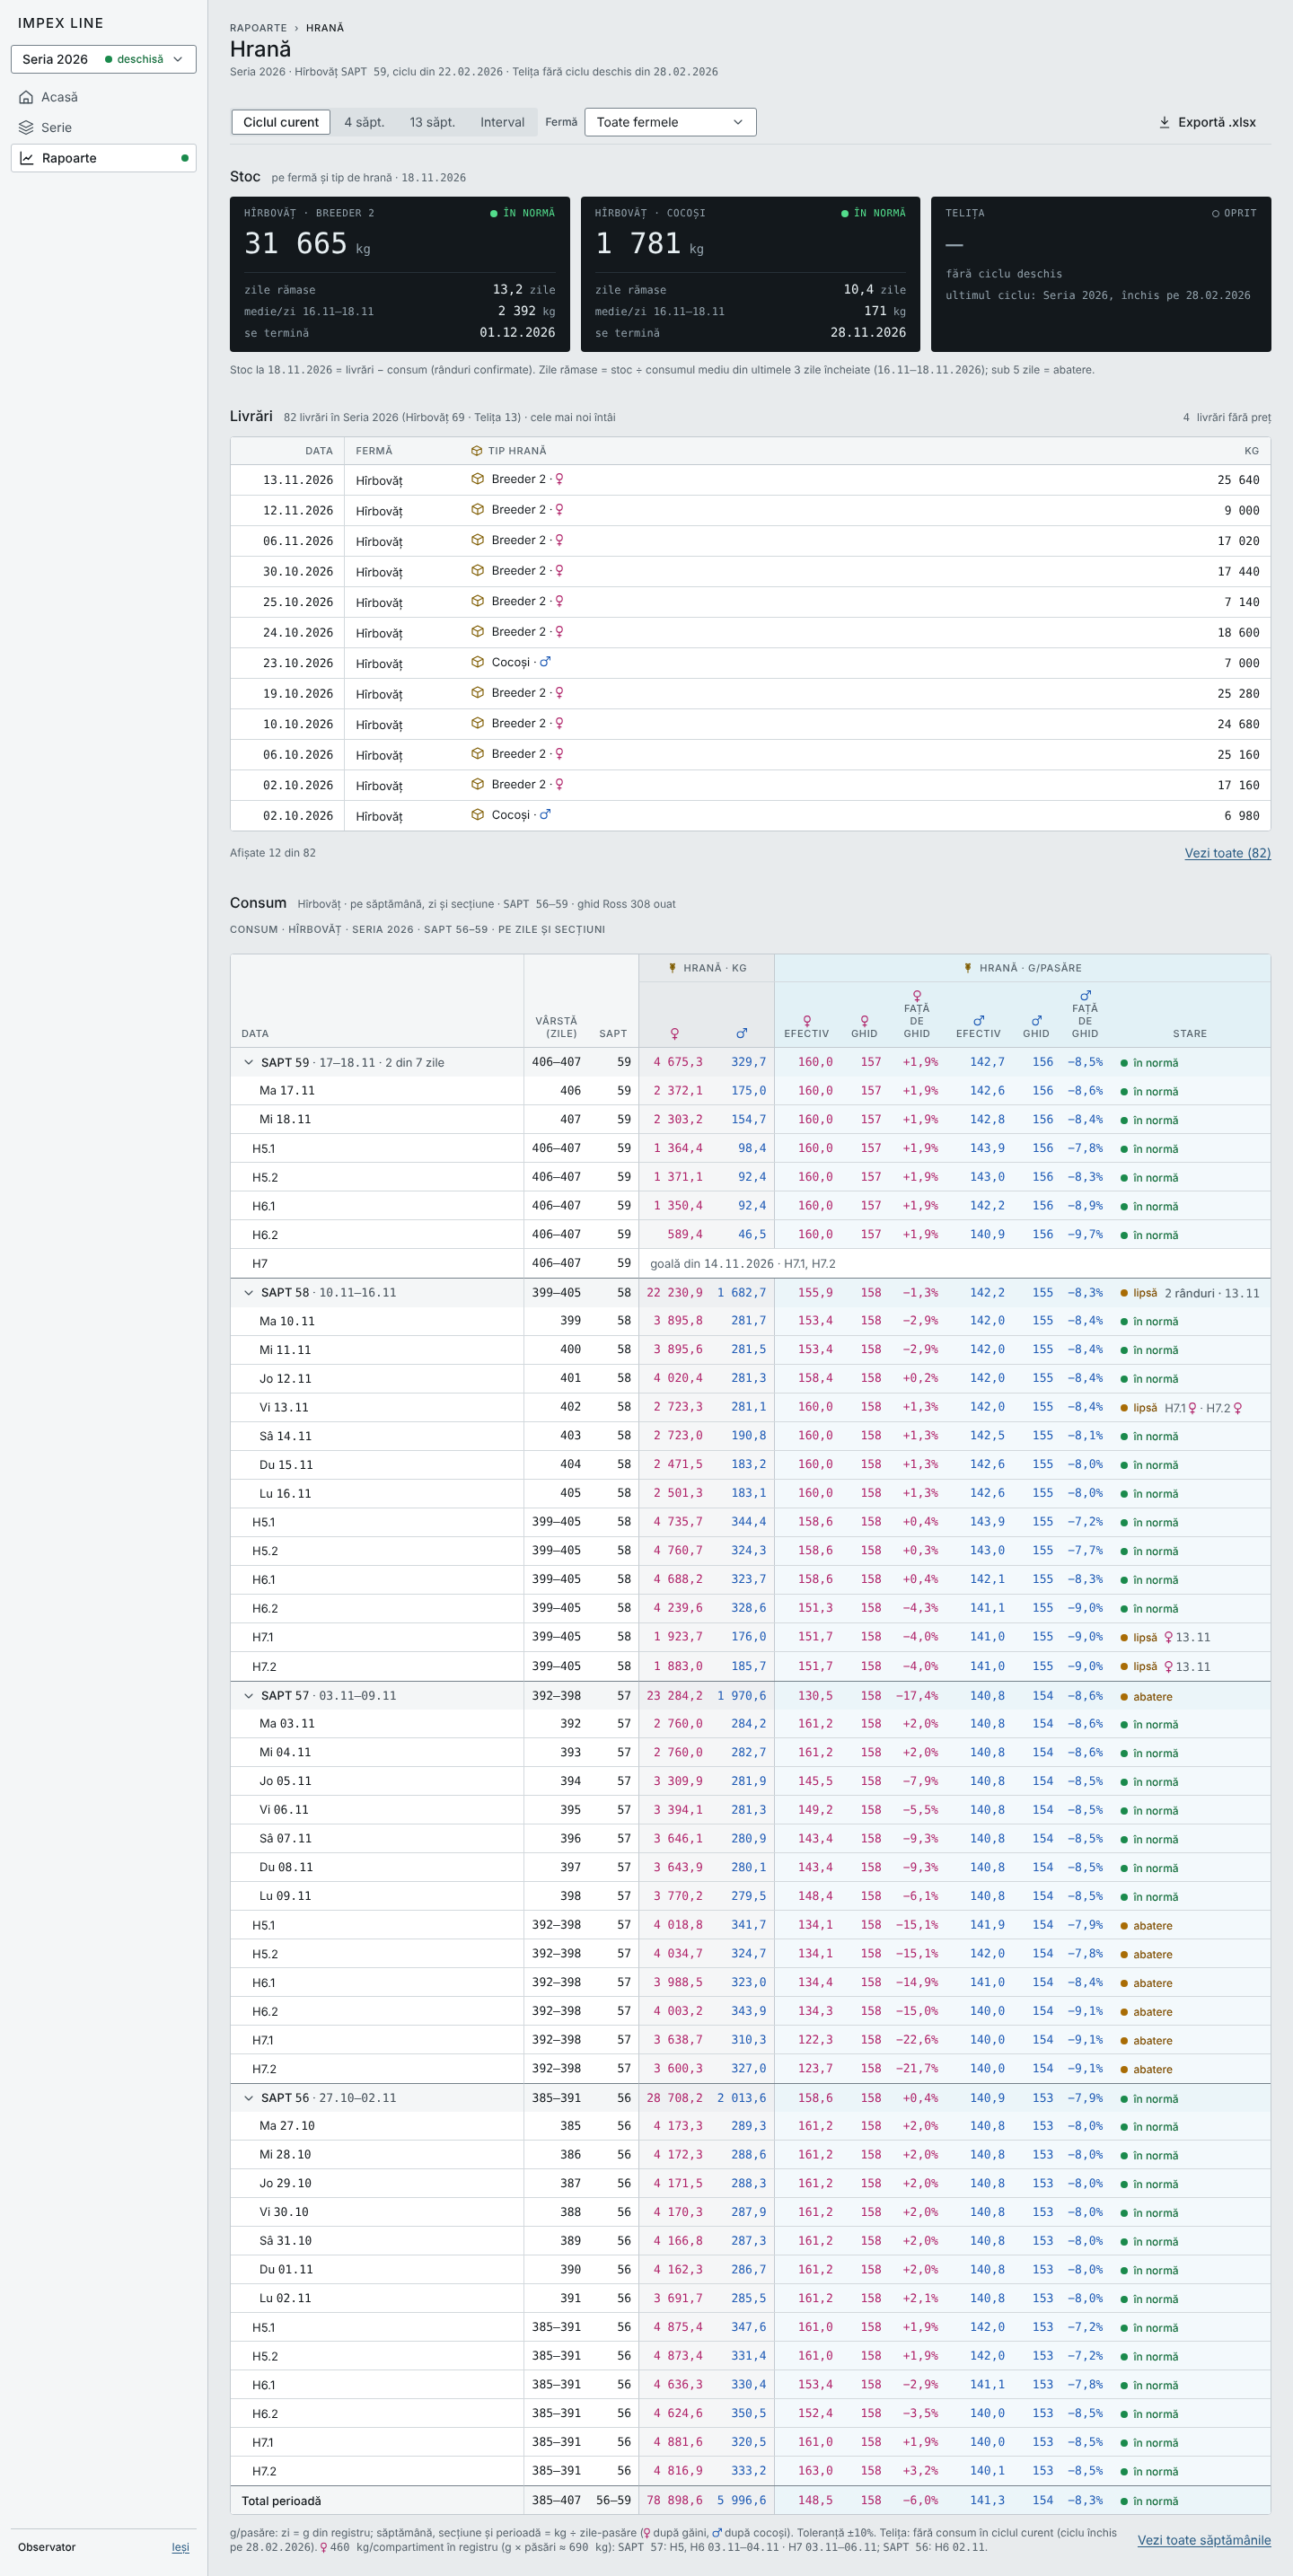 IMPEX LINE
Seria 2026 deschisă
Acasă
Serie
Rapoarte
RAPOARTE › HRANĂ
Hrană
Seria 2026 · Hîrbovăț SAPT 59, ciclu din 22.02.2026 · Telița fără ciclu deschis din 28.02.2026
Ciclul curent 4 săpt. 13 săpt. Interval Fermă Toate fermele Exportă .xlsx
Stoc pe fermă și tip de hrană · 18.11.2026
HÎRBOVĂȚ · BREEDER 2 ÎN NORMĂ
31 665 kg
zile rămase 13,2 zile
medie/zi 16.11–18.11 2 392 kg
se termină 01.12.2026
HÎRBOVĂȚ · COCOȘI ÎN NORMĂ
1 781 kg
zile rămase 10,4 zile
medie/zi 16.11–18.11 171 kg
se termină 28.11.2026
TELIȚA OPRIT
—
fără ciclu deschis
ultimul ciclu: Seria 2026, închis pe 28.02.2026
Stoc la 18.11.2026 = livrări − consum (rânduri confirmate). Zile rămase = stoc ÷ consumul mediu din ultimele 3 zile încheiate (16.11–18.11.2026); sub 5 zile = abatere.
Livrări 82 livrări în Seria 2026 (Hîrbovăț 69 · Telița 13) · cele mai noi întâi 4 livrări fără preț
DATA FERMĂ TIP HRANĂ KG
13.11.2026 Hîrbovăț Breeder 2 · ♀ 25 640
12.11.2026 Hîrbovăț Breeder 2 · ♀ 9 000
06.11.2026 Hîrbovăț Breeder 2 · ♀ 17 020
30.10.2026 Hîrbovăț Breeder 2 · ♀ 17 440
25.10.2026 Hîrbovăț Breeder 2 · ♀ 7 140
24.10.2026 Hîrbovăț Breeder 2 · ♀ 18 600
23.10.2026 Hîrbovăț Cocoși · ♂ 7 000
19.10.2026 Hîrbovăț Breeder 2 · ♀ 25 280
10.10.2026 Hîrbovăț Breeder 2 · ♀ 24 680
06.10.2026 Hîrbovăț Breeder 2 · ♀ 25 160
02.10.2026 Hîrbovăț Breeder 2 · ♀ 17 160
02.10.2026 Hîrbovăț Cocoși · ♂ 6 980
Afișate 12 din 82 Vezi toate (82)
Consum Hîrbovăț · pe săptămână, zi și secțiune · SAPT 56–59 · ghid Ross 308 ouat
CONSUM · HÎRBOVĂȚ · SERIA 2026 · SAPT 56–59 · PE ZILE ȘI SECȚIUNI
HRANĂ · KG HRANĂ · G/PASĂRE
DATA VÂRSTĂ (ZILE) SAPT ♀ ♂ ♀ EFECTIV ♀ GHID ♀ FAȚĂ DE GHID ♂ EFECTIV ♂ GHID ♂ FAȚĂ DE GHID STARE
SAPT 59 · 17–18.11 · 2 din 7 zile 406–407 59 4 675,3 329,7 160,0 157 +1,9% 142,7 156 −8,5% în normă
Ma 17.11 406 59 2 372,1 175,0 160,0 157 +1,9% 142,6 156 −8,6% în normă
Mi 18.11 407 59 2 303,2 154,7 160,0 157 +1,9% 142,8 156 −8,4% în normă
H5.1 406–407 59 1 364,4 98,4 160,0 157 +1,9% 143,9 156 −7,8% în normă
H5.2 406–407 59 1 371,1 92,4 160,0 157 +1,9% 143,0 156 −8,3% în normă
H6.1 406–407 59 1 350,4 92,4 160,0 157 +1,9% 142,2 156 −8,9% în normă
H6.2 406–407 59 589,4 46,5 160,0 157 +1,9% 140,9 156 −9,7% în normă
H7 406–407 59 goală din 14.11.2026 · H7.1, H7.2
SAPT 58 · 10.11–16.11 399–405 58 22 230,9 1 682,7 155,9 158 −1,3% 142,2 155 −8,3% lipsă 2 rânduri · 13.11
Ma 10.11 399 58 3 895,8 281,7 153,4 158 −2,9% 142,0 155 −8,4% în normă
Mi 11.11 400 58 3 895,6 281,5 153,4 158 −2,9% 142,0 155 −8,4% în normă
Jo 12.11 401 58 4 020,4 281,3 158,4 158 +0,2% 142,0 155 −8,4% în normă
Vi 13.11 402 58 2 723,3 281,1 160,0 158 +1,3% 142,0 155 −8,4% lipsă H7.1 ♀ · H7.2 ♀
Sâ 14.11 403 58 2 723,0 190,8 160,0 158 +1,3% 142,5 155 −8,1% în normă
Du 15.11 404 58 2 471,5 183,2 160,0 158 +1,3% 142,6 155 −8,0% în normă
Lu 16.11 405 58 2 501,3 183,1 160,0 158 +1,3% 142,6 155 −8,0% în normă
H5.1 399–405 58 4 735,7 344,4 158,6 158 +0,4% 143,9 155 −7,2% în normă
H5.2 399–405 58 4 760,7 324,3 158,6 158 +0,3% 143,0 155 −7,7% în normă
H6.1 399–405 58 4 688,2 323,7 158,6 158 +0,4% 142,1 155 −8,3% în normă
H6.2 399–405 58 4 239,6 328,6 151,3 158 −4,3% 141,1 155 −9,0% în normă
H7.1 399–405 58 1 923,7 176,0 151,7 158 −4,0% 141,0 155 −9,0% lipsă ♀ 13.11
H7.2 399–405 58 1 883,0 185,7 151,7 158 −4,0% 141,0 155 −9,0% lipsă ♀ 13.11
SAPT 57 · 03.11–09.11 392–398 57 23 284,2 1 970,6 130,5 158 −17,4% 140,8 154 −8,6% abatere
Ma 03.11 392 57 2 760,0 284,2 161,2 158 +2,0% 140,8 154 −8,6% în normă
Mi 04.11 393 57 2 760,0 282,7 161,2 158 +2,0% 140,8 154 −8,6% în normă
Jo 05.11 394 57 3 309,9 281,9 145,5 158 −7,9% 140,8 154 −8,5% în normă
Vi 06.11 395 57 3 394,1 281,3 149,2 158 −5,5% 140,8 154 −8,5% în normă
Sâ 07.11 396 57 3 646,1 280,9 143,4 158 −9,3% 140,8 154 −8,5% în normă
Du 08.11 397 57 3 643,9 280,1 143,4 158 −9,3% 140,8 154 −8,5% în normă
Lu 09.11 398 57 3 770,2 279,5 148,4 158 −6,1% 140,8 154 −8,5% în normă
H5.1 392–398 57 4 018,8 341,7 134,1 158 −15,1% 141,9 154 −7,9% abatere
H5.2 392–398 57 4 034,7 324,7 134,1 158 −15,1% 142,0 154 −7,8% abatere
H6.1 392–398 57 3 988,5 323,0 134,4 158 −14,9% 141,0 154 −8,4% abatere
H6.2 392–398 57 4 003,2 343,9 134,3 158 −15,0% 140,0 154 −9,1% abatere
H7.1 392–398 57 3 638,7 310,3 122,3 158 −22,6% 140,0 154 −9,1% abatere
H7.2 392–398 57 3 600,3 327,0 123,7 158 −21,7% 140,0 154 −9,1% abatere
SAPT 56 · 27.10–02.11 385–391 56 28 708,2 2 013,6 158,6 158 +0,4% 140,9 153 −7,9% în normă
Ma 27.10 385 56 4 173,3 289,3 161,2 158 +2,0% 140,8 153 −8,0% în normă
Mi 28.10 386 56 4 172,3 288,6 161,2 158 +2,0% 140,8 153 −8,0% în normă
Jo 29.10 387 56 4 171,5 288,3 161,2 158 +2,0% 140,8 153 −8,0% în normă
Vi 30.10 388 56 4 170,3 287,9 161,2 158 +2,0% 140,8 153 −8,0% în normă
Sâ 31.10 389 56 4 166,8 287,3 161,2 158 +2,0% 140,8 153 −8,0% în normă
Du 01.11 390 56 4 162,3 286,7 161,2 158 +2,0% 140,8 153 −8,0% în normă
Lu 02.11 391 56 3 691,7 285,5 161,2 158 +2,1% 140,8 153 −8,0% în normă
H5.1 385–391 56 4 875,4 347,6 161,0 158 +1,9% 142,0 153 −7,2% în normă
H5.2 385–391 56 4 873,4 331,4 161,0 158 +1,9% 142,0 153 −7,2% în normă
H6.1 385–391 56 4 636,3 330,4 153,4 158 −2,9% 141,1 153 −7,8% în normă
H6.2 385–391 56 4 624,6 350,5 152,4 158 −3,5% 140,0 153 −8,5% în normă
H7.1 385–391 56 4 881,6 320,5 161,0 158 +1,9% 140,0 153 −8,5% în normă
H7.2 385–391 56 4 816,9 333,2 163,0 158 +3,2% 140,1 153 −8,5% în normă
Total perioadă 385–407 56–59 78 898,6 5 996,6 148,5 158 −6,0% 141,3 154 −8,3% în normă
g/pasăre: zi = g din registru; săptămână, secțiune și perioadă = kg ÷ zile-pasăre (♀ după găini, ♂ după cocoși). Toleranță ±10%. Telița: fără consum în ciclul curent (ciclu închis
pe 28.02.2026). ♀ 460 kg/compartiment în registru (g × păsări ≈ 690 kg): SAPT 57: H5, H6 03.11–04.11 · H7 03.11–06.11; SAPT 56: H6 02.11.
Vezi toate săptămânile
Observator Ieși